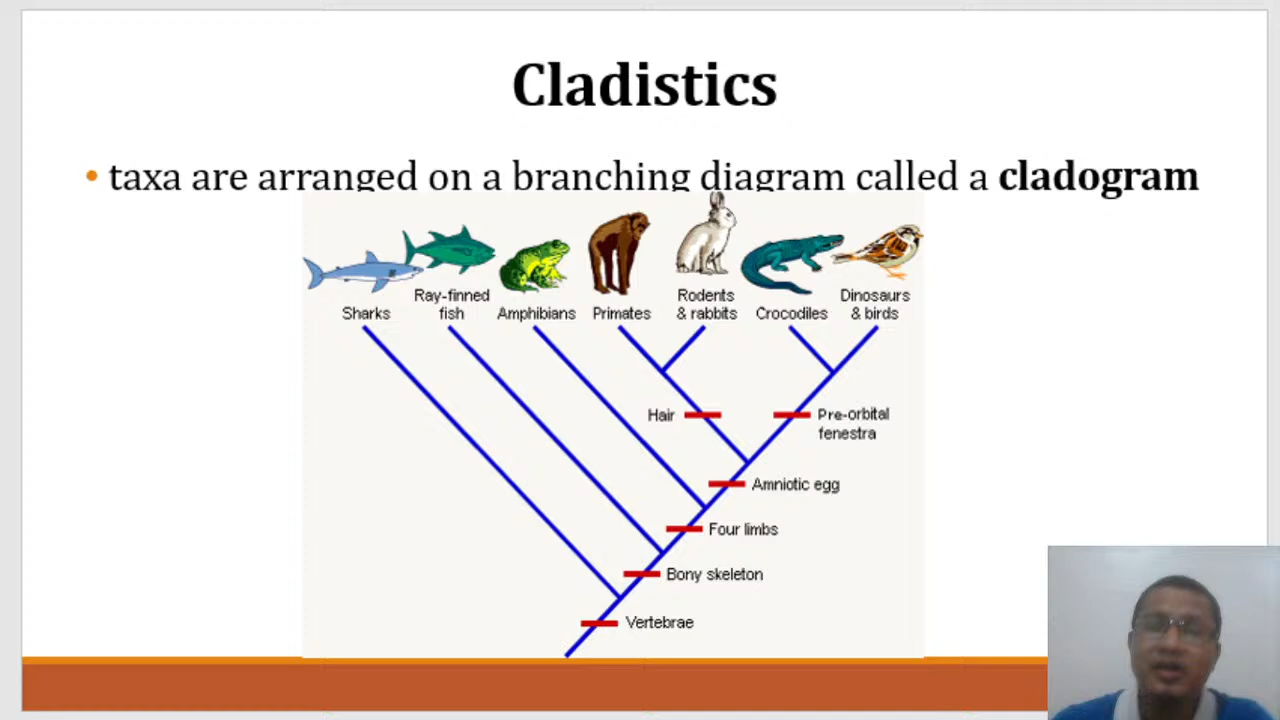 Cladistics
• taxa are arranged on a branching diagram called a cladogram
Sharks
Ray-finned
fish
Amphibians
Primates
Rodents
& rabbits
Crocodiles
Dinosaurs
& birds
Hair
Pre-orbital
fenestra
Amniotic egg
Four limbs
Bony skeleton
Vertebrae